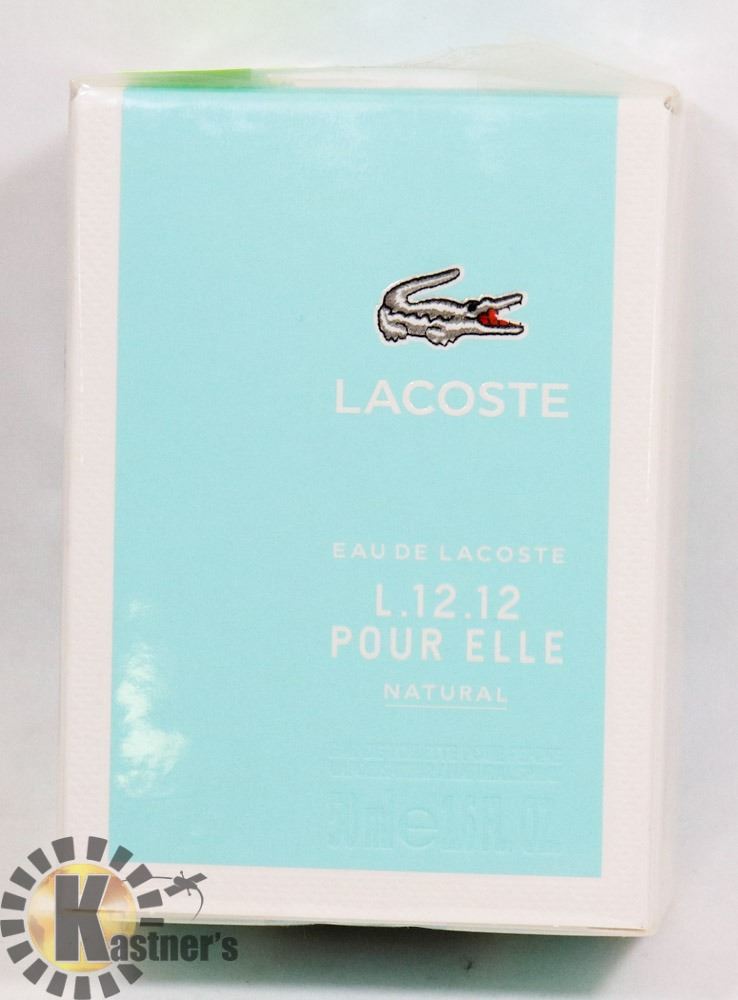 LACOSTE
EAU DE LACOSTE
L.12.12
POUR ELLE
NATURAL
Kastner's